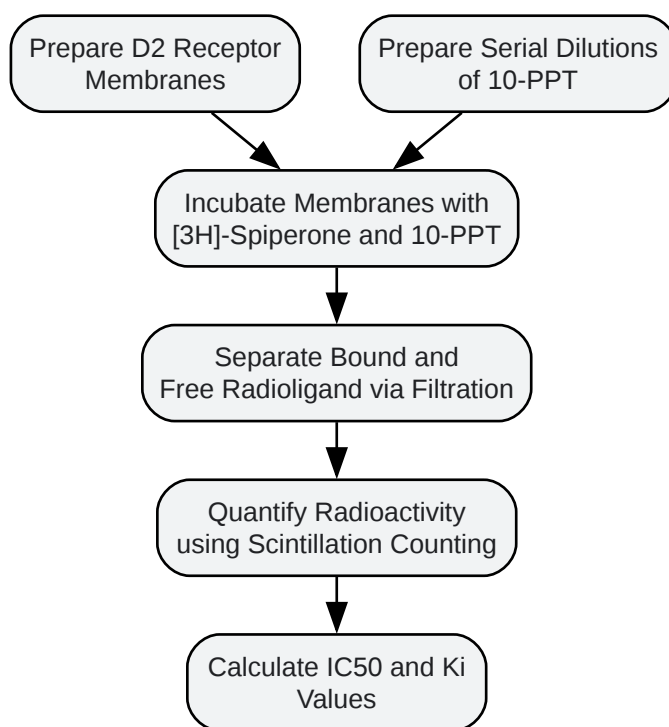 Prepare D2 Receptor
Membranes
Prepare Serial Dilutions
of 10-PPT
Incubate Membranes with
[3H]-Spiperone and 10-PPT
Separate Bound and
Free Radioligand via Filtration
Quantify Radioactivity
using Scintillation Counting
Calculate IC50 and Ki
Values